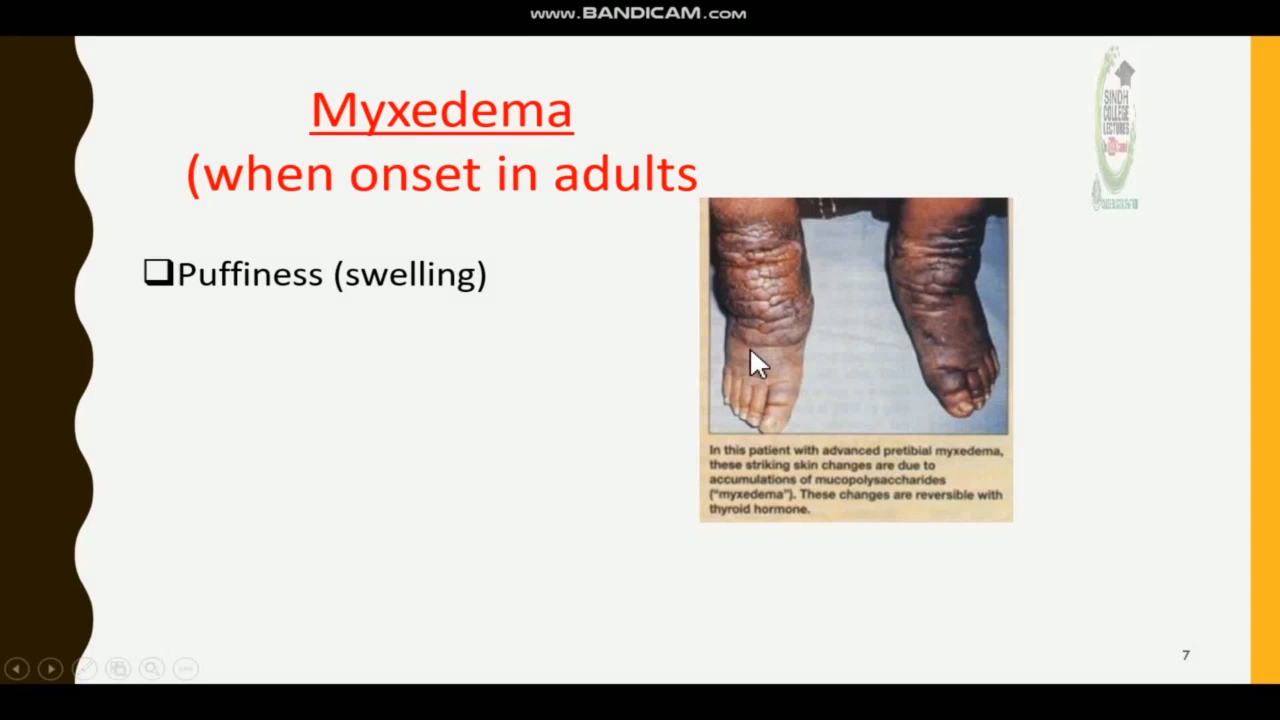 www.BANDICAM.com
Myxedema
(when onset in adults
❑Puffiness (swelling)
SINDH
COLLEGE
LECTURES
In this patient with advanced pretibial myxedema,
these striking skin changes are due to
accumulations of mucopolysaccharides
("myxedema"). These changes are reversible with
thyroid hormone.
7